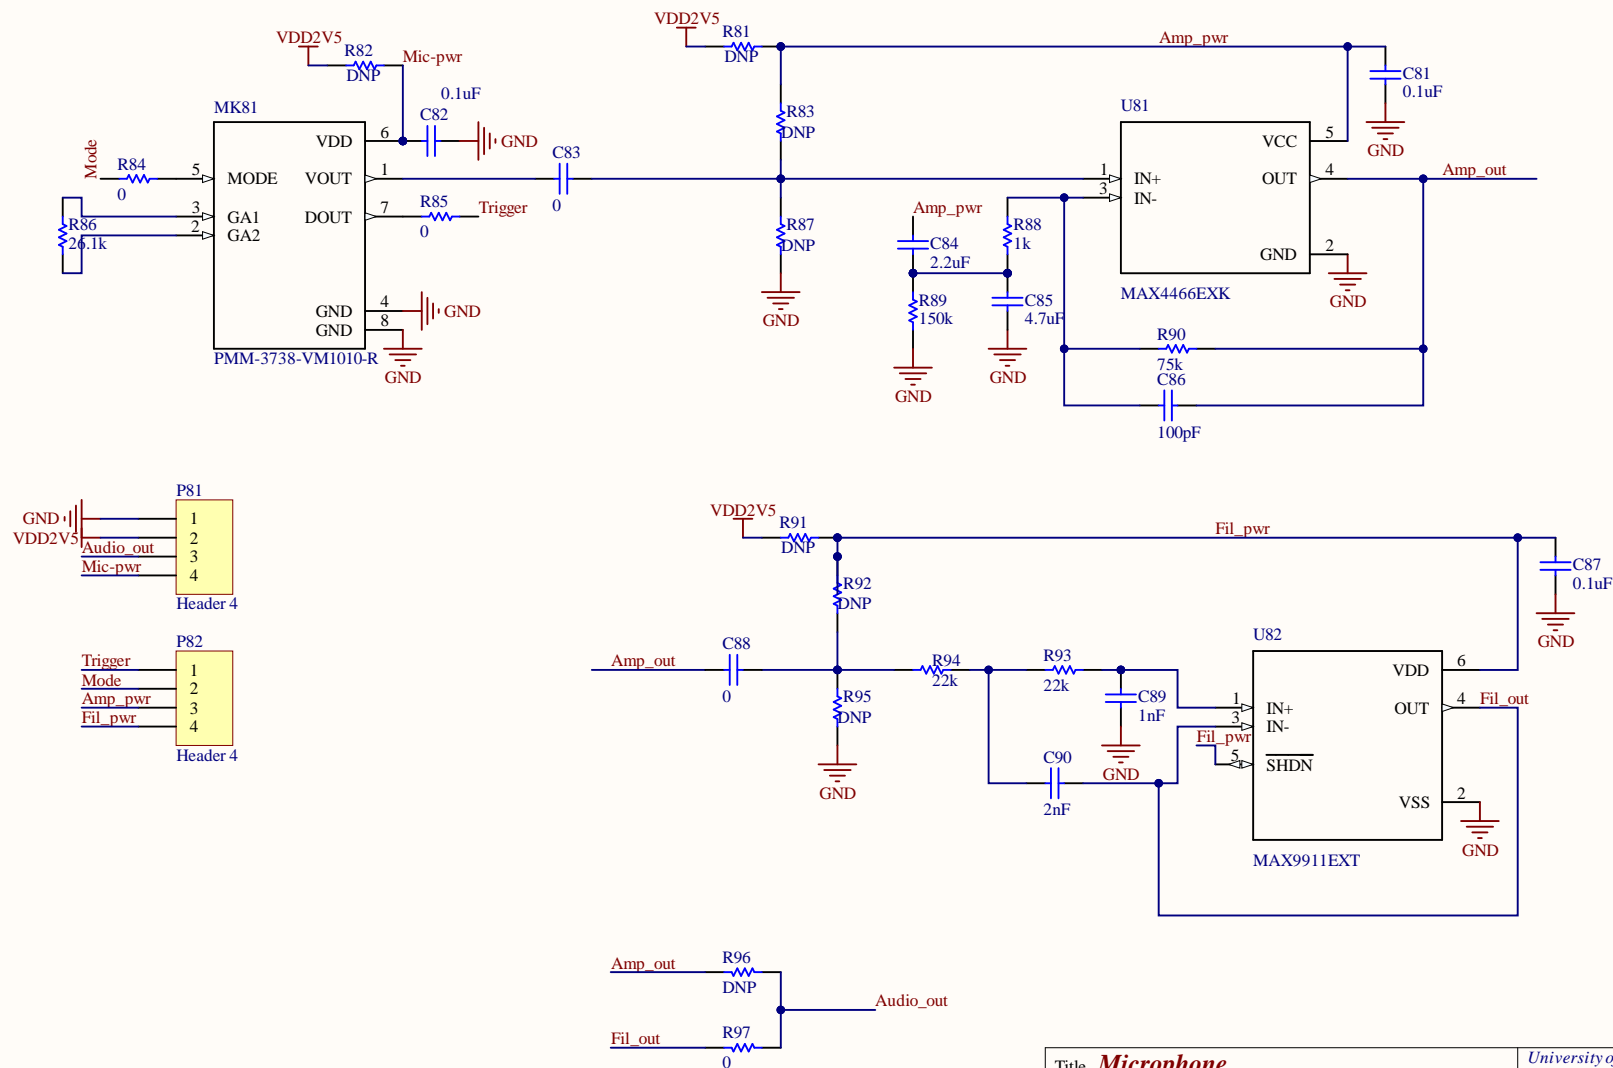 VDD2V5
R82
DNP
Mic-pwr
0.1uF
C82
GND
MK81
Mode
R84
0
5
MODE
R86
26.1k
3
GA1
2
GA2
VDD
6
VOUT
1
DOUT
7
R85
0
Trigger
GND
4
GND
GND
8
GND
PMM-3738-VM1010-R
C83
0
VDD2V5
R81
DNP
Amp_pwr
C81
0.1uF
GND
R83
DNP
R87
DNP
GND
U81
VCC
5
1
IN+
3
IN-
OUT
4
Amp_out
GND
2
GND
MAX4466EXK
Amp_pwr
C84
2.2uF
R88
1k
R89
150k
GND
C85
4.7uF
GND
R90
75k
C86
100pF
P81
GND
1
VDD2V5
2
Audio_out
3
Mic-pwr
4
Header 4
P82
Trigger
1
Mode
2
Amp_pwr
3
Fil_pwr
4
Header 4
VDD2V5
R91
DNP
Fil_pwr
C87
0.1uF
GND
R92
DNP
Amp_out
C88
0
R95
DNP
GND
R94
22k
R93
22k
C89
1nF
GND
C90
2nF
U82
VDD
6
1
IN+
3
IN-
OUT
4
Fil_out
Fil_pwr
5
SHDN
VSS
2
GND
MAX9911EXT
Amp_out
R96
DNP
Audio_out
Fil_out
R97
0
Title
Microphone
University o